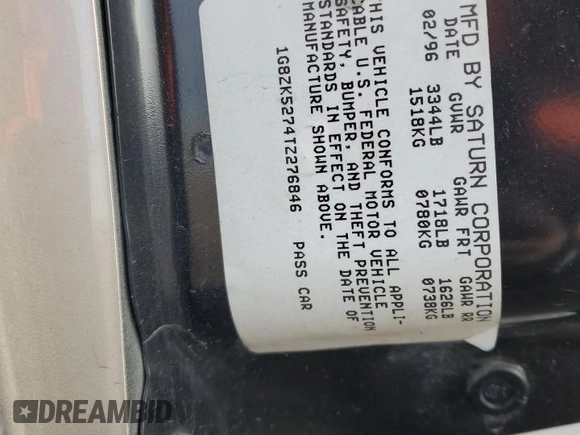 MFD BY SATURN CORPORATION
DATE GVWR GAWR FRT GAWR RR
02/96 3344LB 1718LB 1626LB
1518KG 0780KG 0738KG
THIS VEHICLE CONFORMS TO ALL APPLI-
CABLE U.S. FEDERAL MOTOR VEHICLE
SAFETY, BUMPER, AND THEFT PREVENTION
STANDARDS IN EFFECT ON THE DATE OF
MANUFACTURE SHOWN ABOVE.
1G8ZK5274TZ276846 PASS CAR
DREAMBID